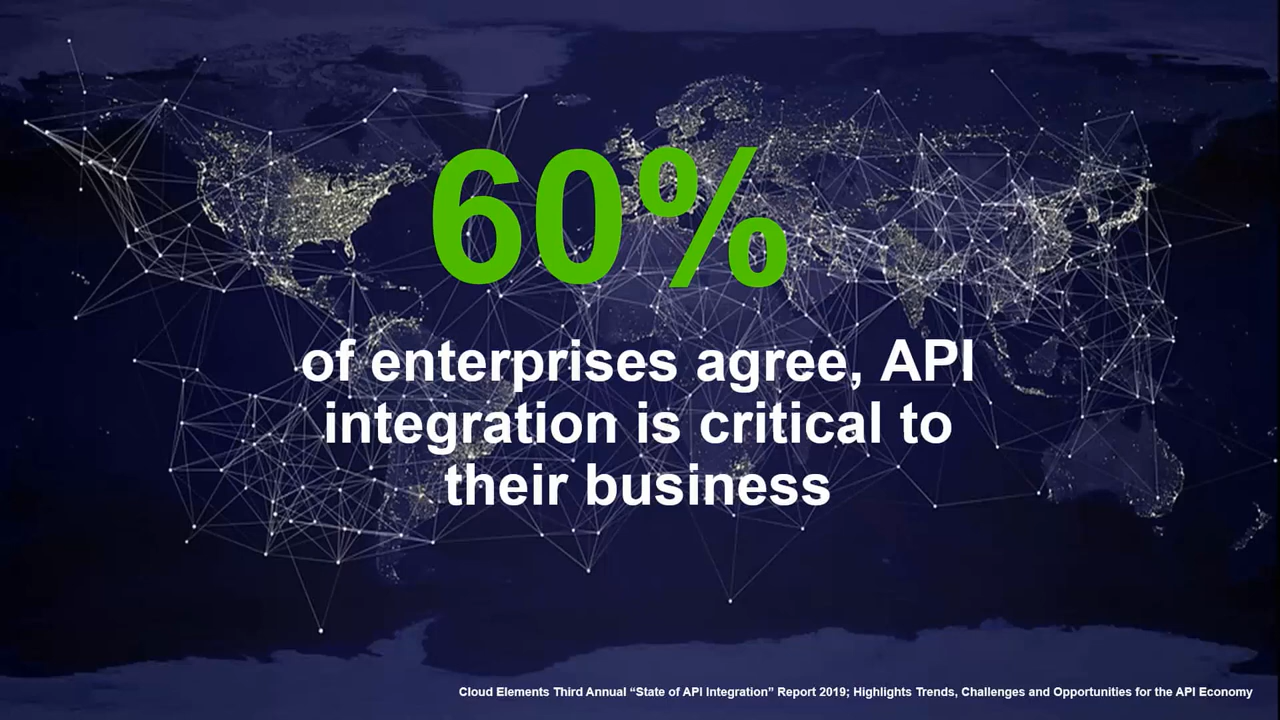 60%
of enterprises agree, API
integration is critical to
their business
Cloud Elements Third Annual “State of API Integration” Report 2019; Highlights Trends, Challenges and Opportunities for the API Economy